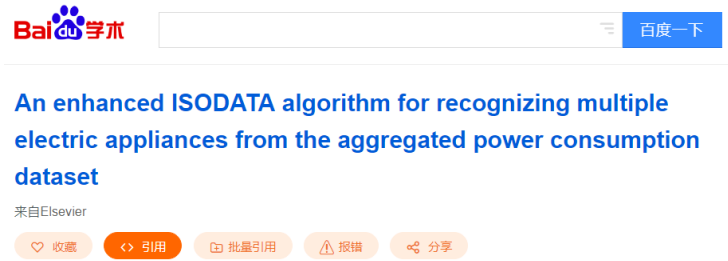 Bai du 学术
百度一下
An enhanced ISODATA algorithm for recognizing multiple
electric appliances from the aggregated power consumption
dataset
来自Elsevier
收藏 引用 批量引用 报错 分享